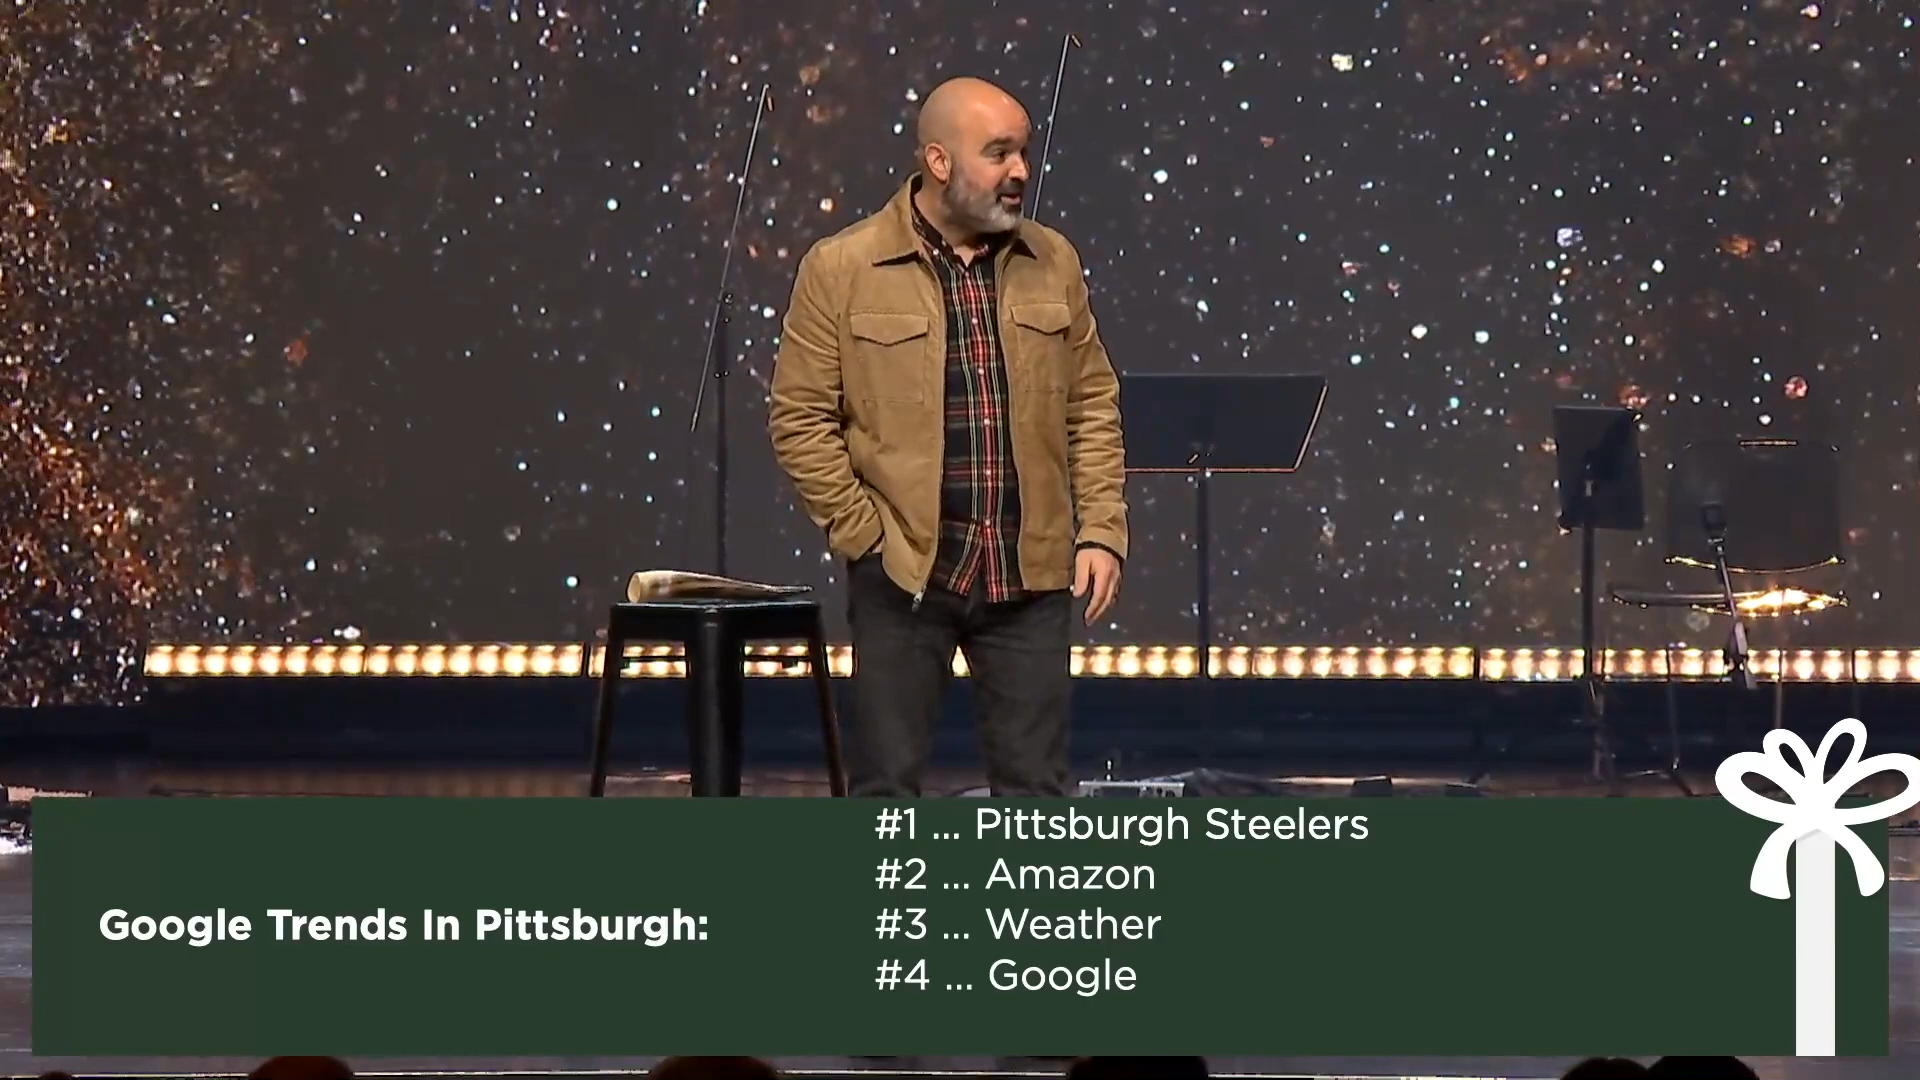 Google Trends In Pittsburgh:
#1 ... Pittsburgh Steelers
#2 ... Amazon
#3 ... Weather
#4 ... Google